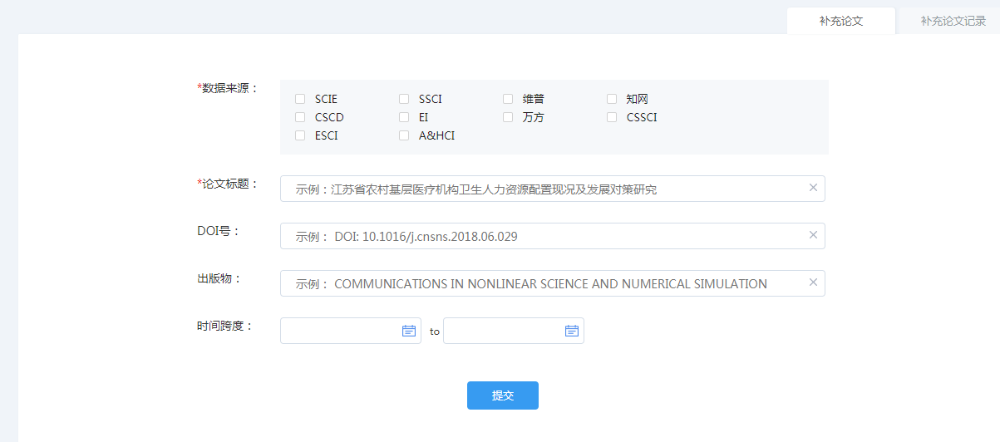 补充论文 补充论文记录
*数据来源：
SCIE SSCI 维普 知网
CSCD EI 万方 CSSCI
ESCI A&HCI
*论文标题： 示例：江苏省农村基层医疗机构卫生人力资源配置现况及发展对策研究
DOI号： 示例： DOI: 10.1016/j.cnsns.2018.06.029
出版物： 示例： COMMUNICATIONS IN NONLINEAR SCIENCE AND NUMERICAL SIMULATION
时间跨度： to
提交